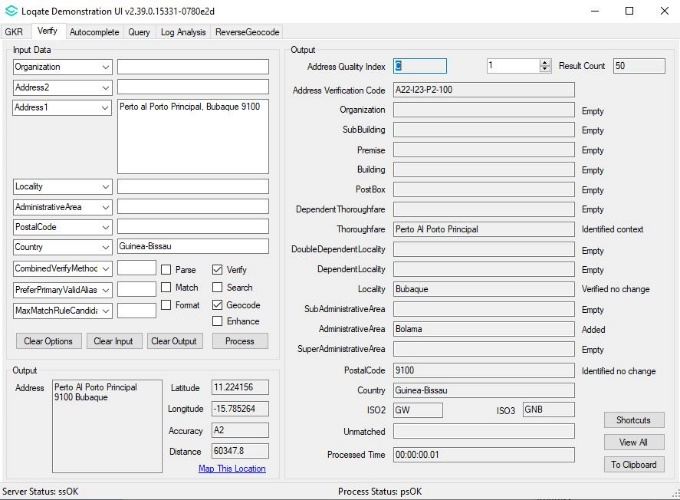 Loqate Demonstration UI v2.39.0.15331-0780e2d
GKR Verify Autocomplete Query Log Analysis ReverseGeocode
Input Data
Organization
Address2
Address1 Perto al Porto Principal, Bubaque 9100
Locality
AdministrativeArea
PostalCode
Country Guinea-Bissau
CombinedVerifyMethoc Parse Verify
PreferPrimaryValidAlias Match Search
MaxMatchRuleCandida Format Geocode
Enhance
Clear Options Clear Input Clear Output Process
Output
Address Perto Al Porto Principal
9100 Bubaque
Latitude 11.224156
Longitude -15.785264
Accuracy A2
Distance 60347.8
Map This Location
Output
Address Quality Index C 1 Result Count 50
Address Verification Code A22-I23-P2-100
Organization Empty
SubBuilding Empty
Premise Empty
Building Empty
PostBox Empty
DependentThoroughfare Empty
Thoroughfare Perto Al Porto Principal Identified context
DoubleDependentLocality Empty
DependentLocality Empty
Locality Bubaque Verified no change
SubAdministrativeArea Empty
AdministrativeArea Bolama Added
SuperAdministrativeArea Empty
PostalCode 9100 Identified no change
Country Guinea-Bissau
ISO2 GW ISO3 GNB
Unmatched
Processed Time 00:00:00.01
Shortcuts
View All
To Clipboard
Server Status: ssOK Process Status: psOK